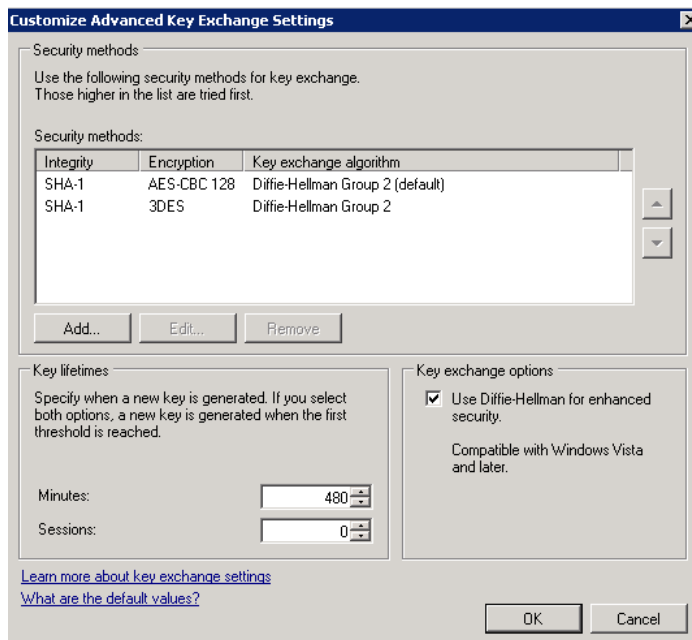 Customize Advanced Key Exchange Settings
Security methods
Use the following security methods for key exchange.
Those higher in the list are tried first.
Security methods:
Integrity Encryption Key exchange algorithm
SHA-1 AES-CBC 128 Diffie-Hellman Group 2 (default)
SHA-1 3DES Diffie-Hellman Group 2
Add... Edit... Remove
Key lifetimes
Specify when a new key is generated. If you select
both options, a new key is generated when the first
threshold is reached.
Minutes: 480
Sessions: 0
Key exchange options
Use Diffie-Hellman for enhanced
security.
Compatible with Windows Vista
and later.
Learn more about key exchange settings
What are the default values?
OK Cancel